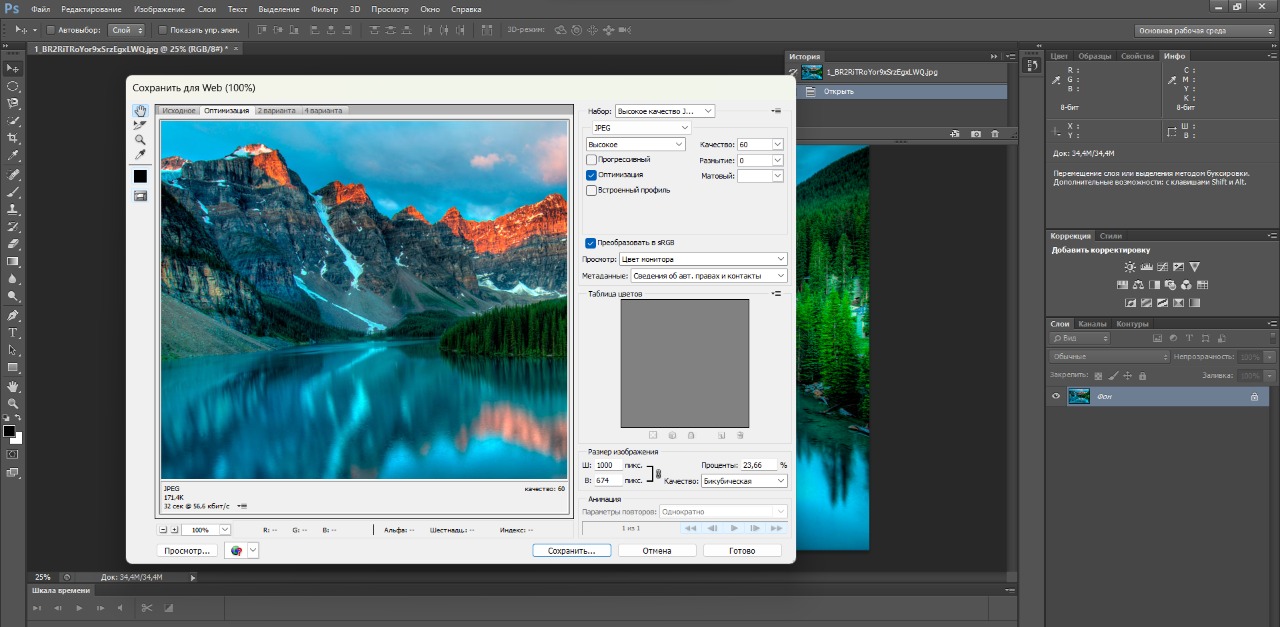 Ps Файл Редактирование Изображение Слои Текст Выделение Фильтр 3D Просмотр Окно Справка
Автовыбор: Слой Показать упр. элем. 3D-режим: Основная рабочая среда
1_BR2RiTRoYor9xSrzEgxLWQ.jpg @ 25% (RGB/8#) * ×
История
1_BR2RiTRoYor9xSrzEgxLWQ.jpg
Открыть
Цвет Образцы Свойства Инфо
R : C :
G : M :
B : Y :
K :
8-бит 8-бит
X : Ш :
Y : В :
Док: 34,4M/34,4M
Перемещение слоя или выделения методом буксировки.
Дополнительные возможности: с клавишами Shift и Alt.
Коррекция Стили
Добавить корректировку
Слои Каналы Контуры
Вид
Обычные Непрозрачность: 100%
Закрепить: Заливка: 100%
Фон
Сохранить для Web (100%)
Исходное Оптимизация 2 варианта 4 варианта
Набор: Высокое качество J...
JPEG
Высокое Качество: 60
Прогрессивный Размытие: 0
Оптимизация Матовый:
Встроенный профиль
Преобразовать в sRGB
Просмотр: Цвет монитора
Метаданные: Сведения об авт. правах и контакты
Таблица цветов
Размер изображения
Ш: 1000 пикс. Проценты: 23,66 %
В: 674 пикс. Качество: Бикубическая
Анимация
Параметры повторов: Однократно
1 из 1
JPEG качество: 60
171,4K
32 сек @ 56,6 кбит/с
100% R: -- G: -- B: -- Альфа: -- Шестнадц.: -- Индекс: --
Просмотр... Сохранить... Отмена Готово
25% Док: 34,4M/34,4M
Шкала времени